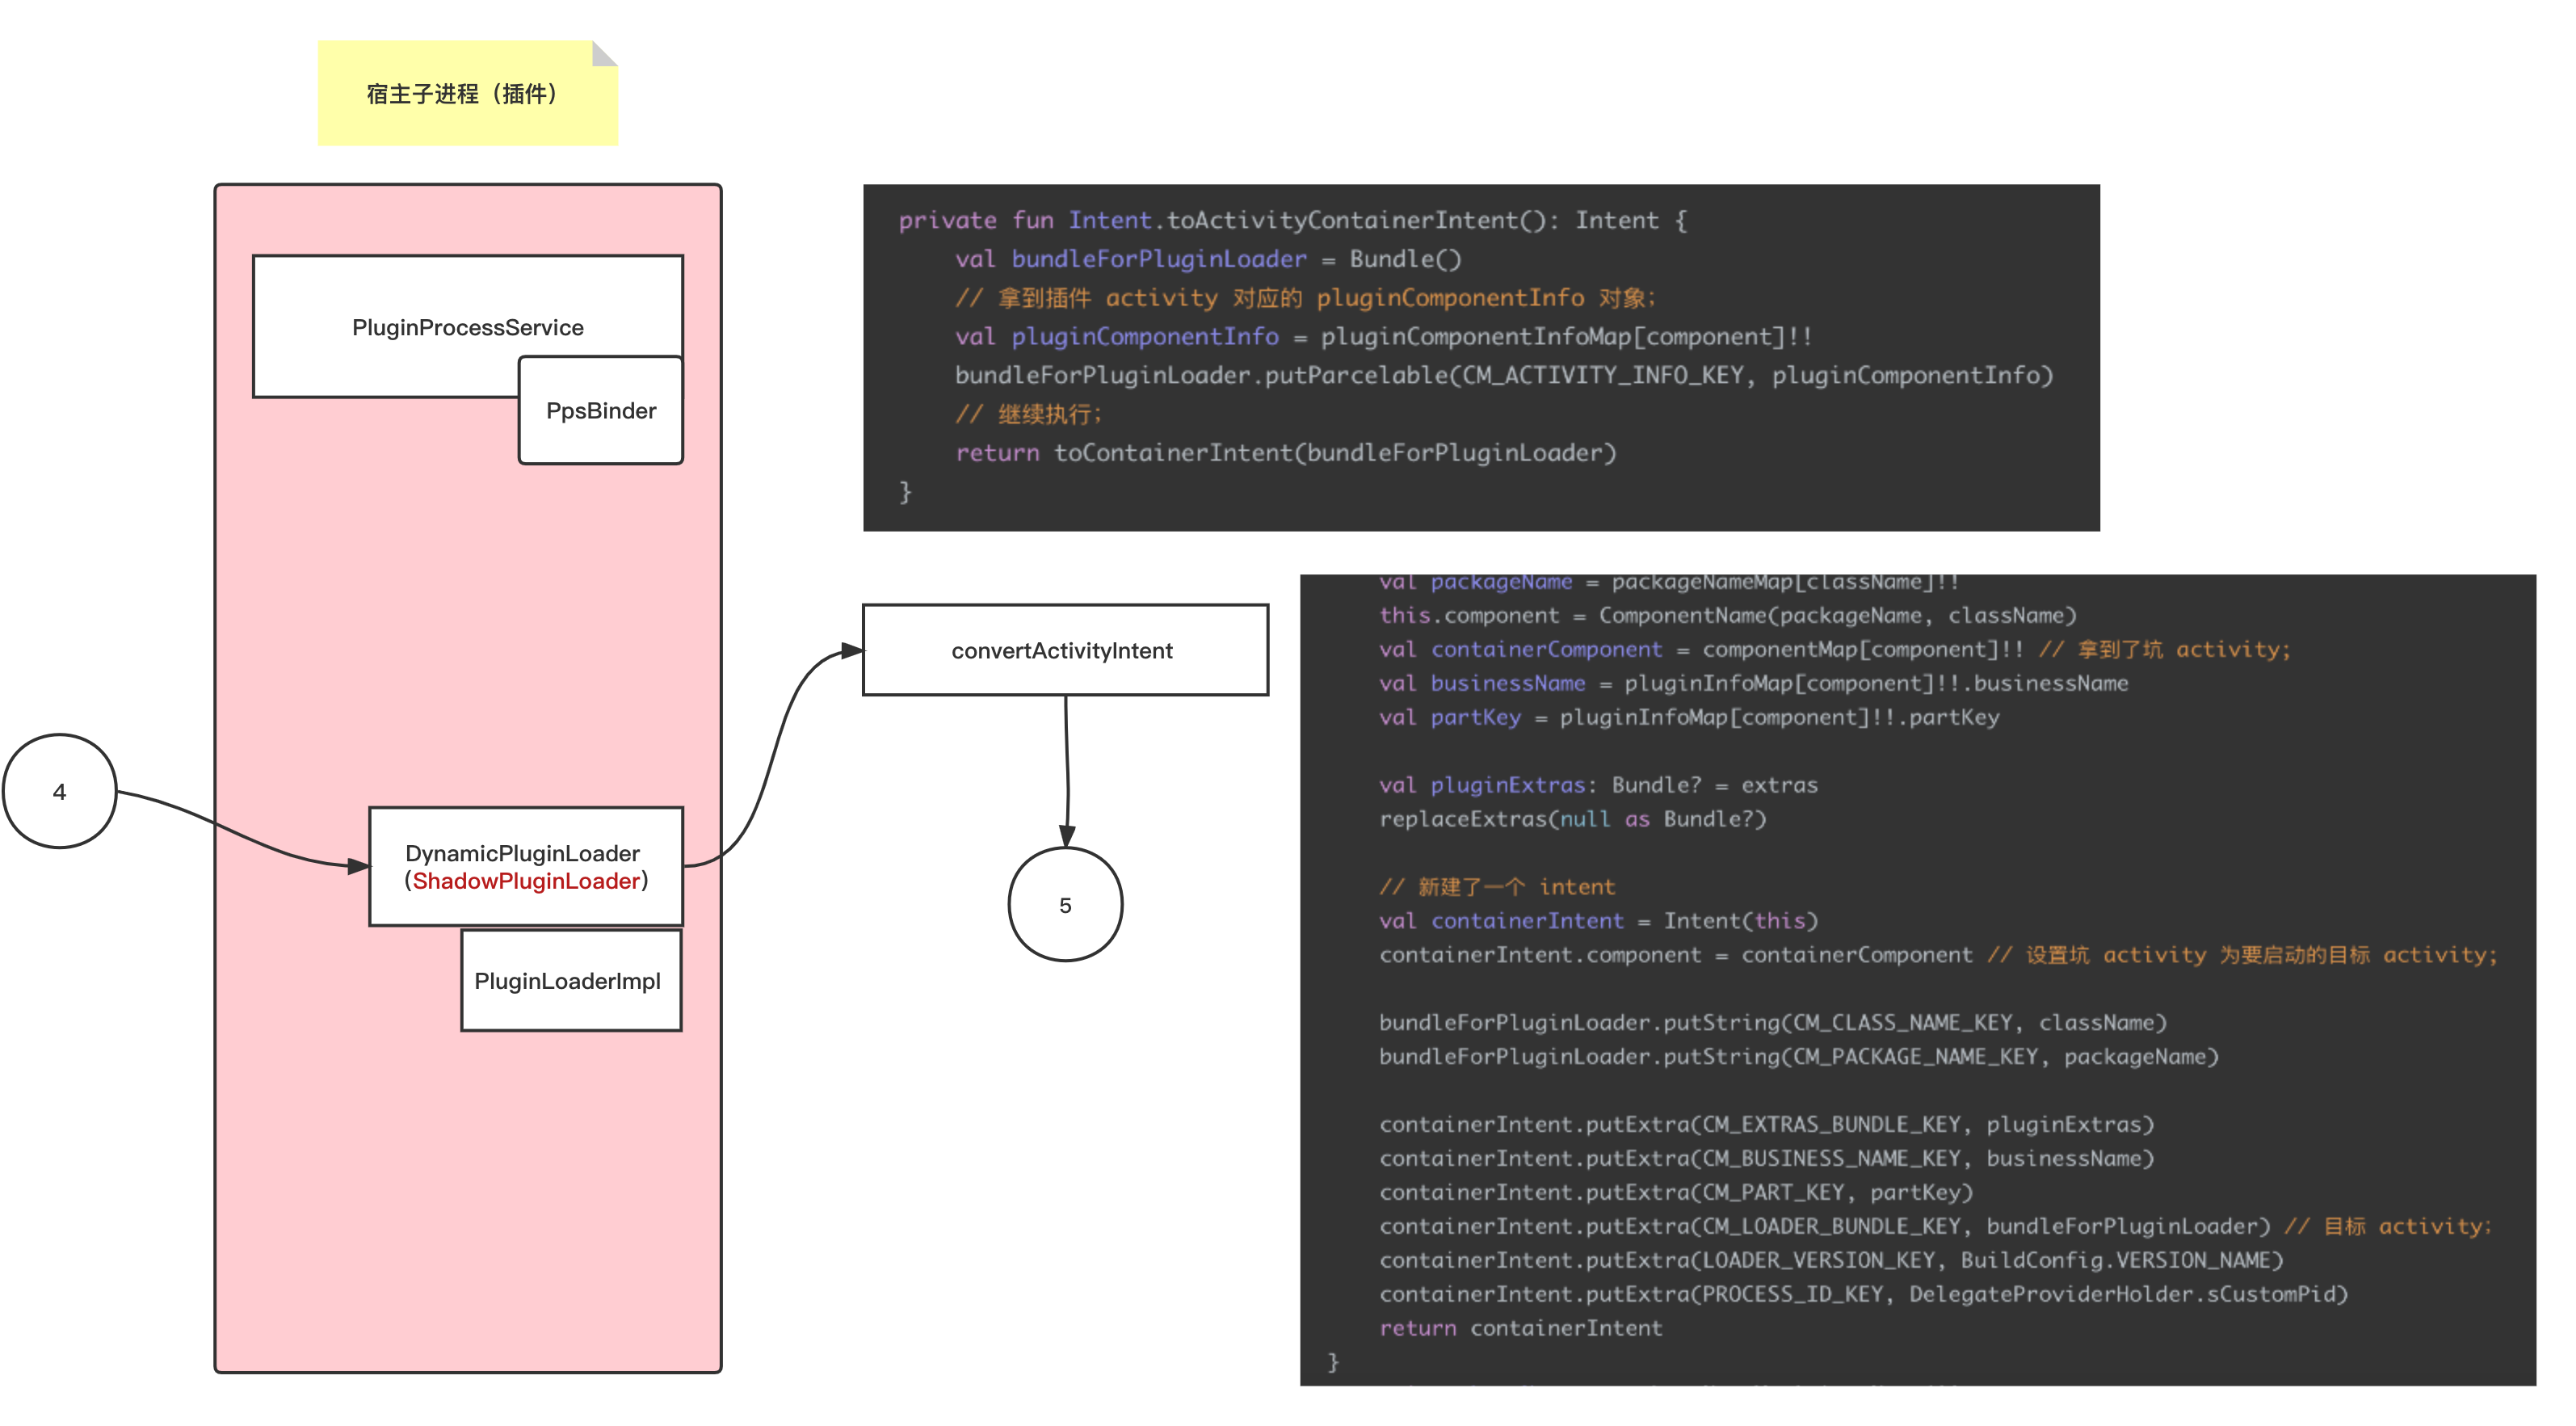 宿主子进程（插件）
PluginProcessService
PpsBinder
4
DynamicPluginLoader
(ShadowPluginLoader)
PluginLoaderImpl
convertActivityIntent
5
private fun Intent.toActivityContainerIntent(): Intent {
val bundleForPluginLoader = Bundle()
// 拿到插件 activity 对应的 pluginComponentInfo 对象;
val pluginComponentInfo = pluginComponentInfoMap[component]!!
bundleForPluginLoader.putParcelable(CM_ACTIVITY_INFO_KEY, pluginComponentInfo)
// 继续执行;
return toContainerIntent(bundleForPluginLoader)
}
val packageName = packageNameMap[className]!!
this.component = ComponentName(packageName, className)
val containerComponent = componentMap[component]!! // 拿到了坑 activity;
val businessName = pluginInfoMap[component]!!.businessName
val partKey = pluginInfoMap[component]!!.partKey
val pluginExtras: Bundle? = extras
replaceExtras(null as Bundle?)
// 新建了一个 intent
val containerIntent = Intent(this)
containerIntent.component = containerComponent // 设置坑 activity 为要启动的目标 activity;
bundleForPluginLoader.putString(CM_CLASS_NAME_KEY, className)
bundleForPluginLoader.putString(CM_PACKAGE_NAME_KEY, packageName)
containerIntent.putExtra(CM_EXTRAS_BUNDLE_KEY, pluginExtras)
containerIntent.putExtra(CM_BUSINESS_NAME_KEY, businessName)
containerIntent.putExtra(CM_PART_KEY, partKey)
containerIntent.putExtra(CM_LOADER_BUNDLE_KEY, bundleForPluginLoader) // 目标 activity;
containerIntent.putExtra(LOADER_VERSION_KEY, BuildConfig.VERSION_NAME)
containerIntent.putExtra(PROCESS_ID_KEY, DelegateProviderHolder.sCustomPid)
return containerIntent
}